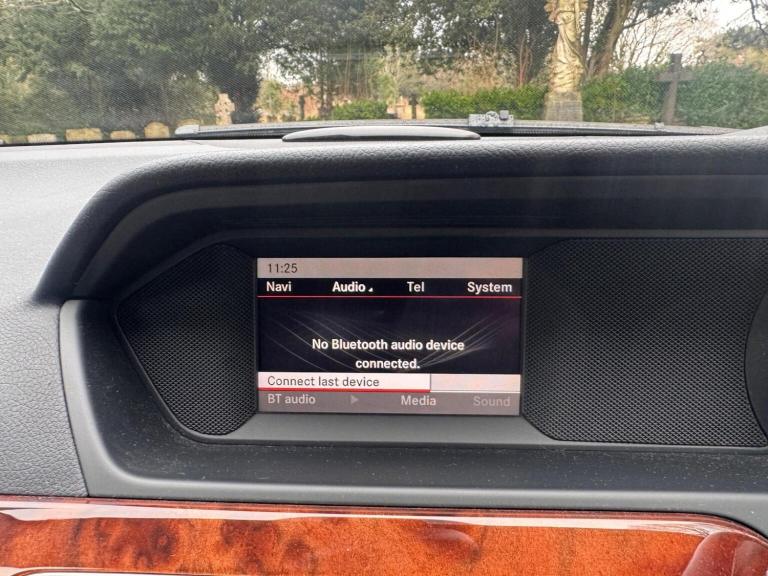 11:25
Navi Audio Tel System
No Bluetooth audio device
connected.
Connect last device
BT audio Media Sound